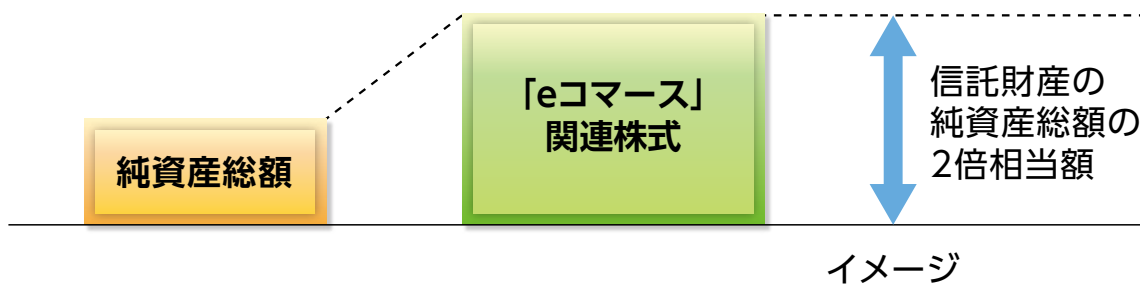 純資産総額
「eコマース」
関連株式
信託財産の
純資産総額の
2倍相当額
イメージ